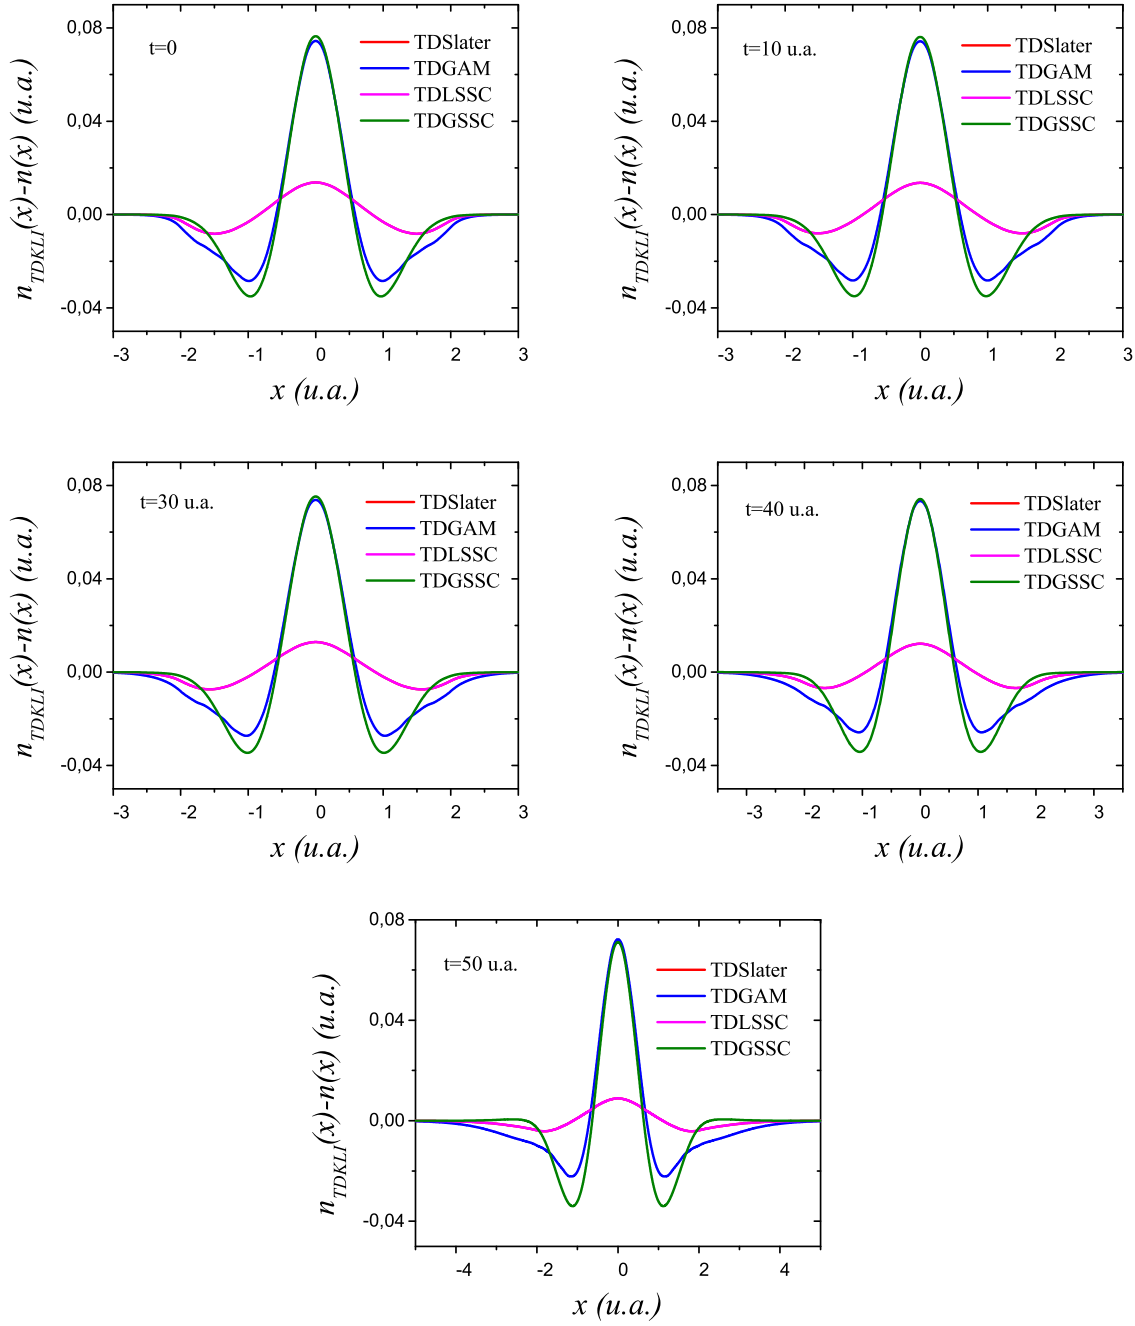 t=0
TDSlater
TDGAM
TDLSSC
TDGSSC
0,08
0,04
0,00
-0,04
-3
-2
-1
0
1
2
3
n_TDKLI(x)-n(x) (u.a.)
x (u.a.)
t=10 u.a.
TDSlater
TDGAM
TDLSSC
TDGSSC
0,08
0,04
0,00
-0,04
-3
-2
-1
0
1
2
3
n_TDKLI(x)-n(x) (u.a.)
x (u.a.)
t=30 u.a.
TDSlater
TDGAM
TDLSSC
TDGSSC
0,08
0,04
0,00
-0,04
-3
-2
-1
0
1
2
3
n_TDKLI(x)-n(x) (u.a.)
x (u.a.)
t=40 u.a.
TDSlater
TDGAM
TDLSSC
TDGSSC
0,08
0,04
0,00
-0,04
-3
-2
-1
0
1
2
3
n_TDKLI(x)-n(x) (u.a.)
x (u.a.)
t=50 u.a.
TDSlater
TDGAM
TDLSSC
TDGSSC
0,08
0,04
0,00
-0,04
-4
-2
0
2
4
n_TDKLI(x)-n(x) (u.a.)
x (u.a.)